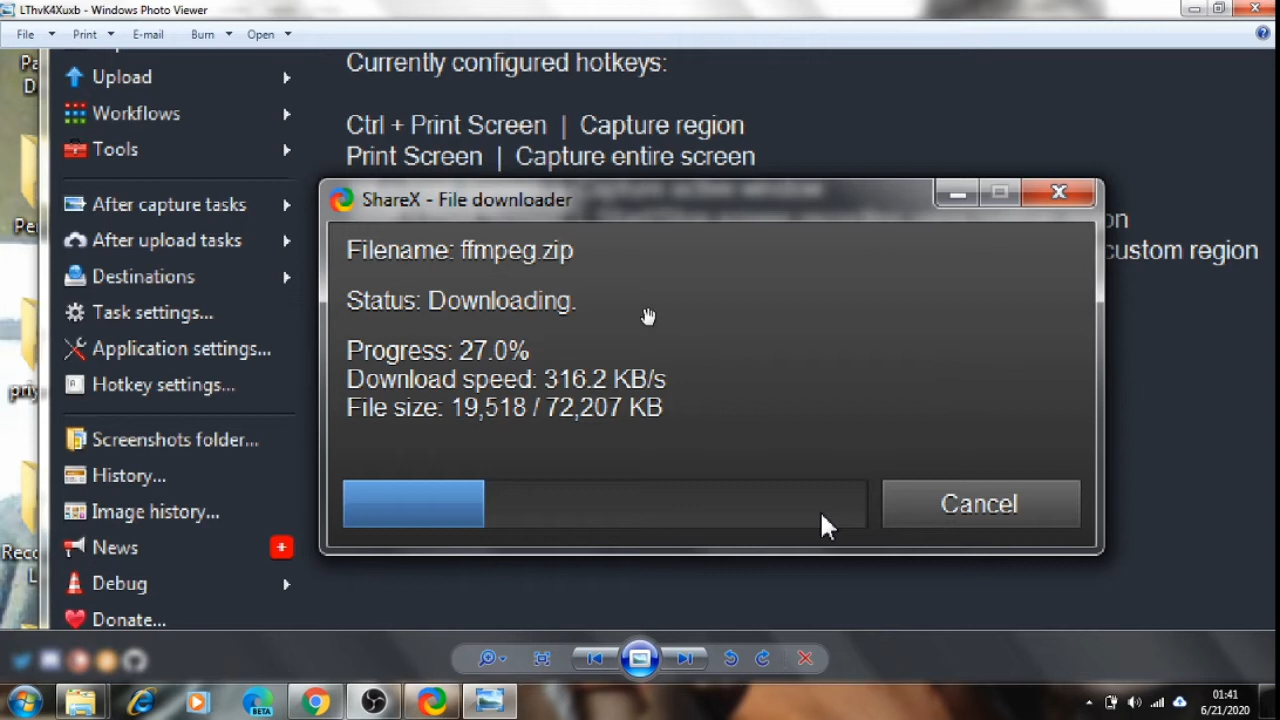 LThvK4Xuxb - Windows Photo Viewer
File Print E-mail Burn Open
Currently configured hotkeys:
Upload
Workflows
Ctrl + Print Screen | Capture region
Tools
Print Screen | Capture entire screen
After capture tasks
ShareX - File downloader
on
After upload tasks
Filename: ffmpeg.zip
custom region
Destinations
Task settings...
Status: Downloading.
Application settings...
Progress: 27.0%
Hotkey settings...
Download speed: 316.2 KB/s
File size: 19,518 / 72,207 KB
Screenshots folder...
History...
Cancel
Image history...
News
Debug
Donate...
BETA
01:41
6/21/2020